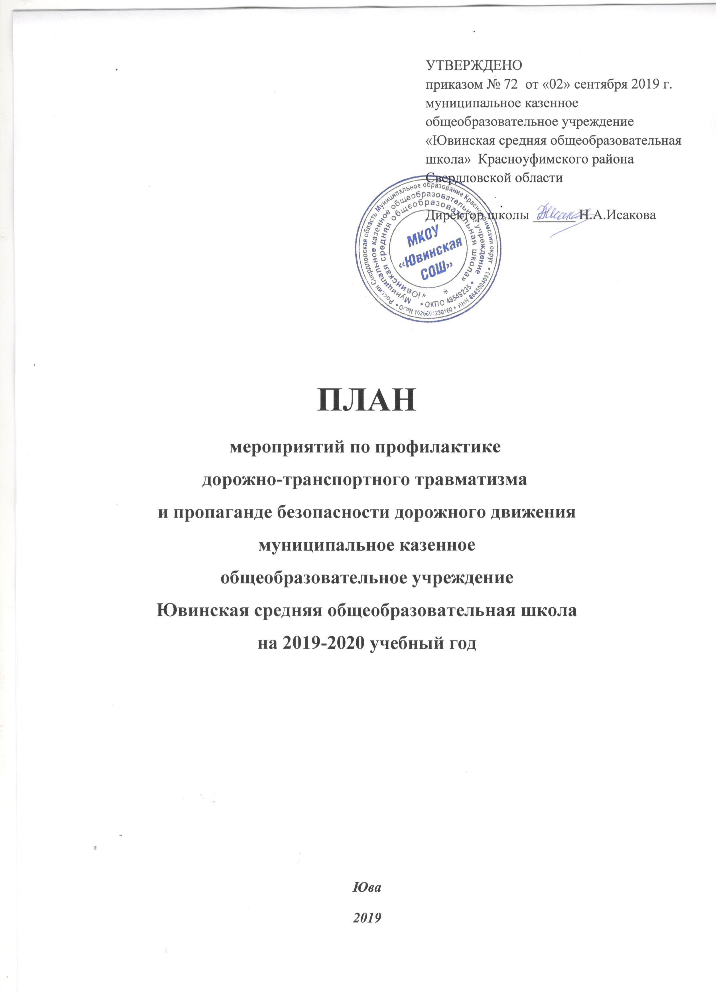 УТВЕРЖДЕНО
приказом № 72 от «02» сентября 2019 г.
муниципальное казенное
общеобразовательное учреждение
«Ювинская средняя общеобразовательная
школа» Красноуфимского района
Свердловской области
Директор школы ______ Н.А.Исакова
России Свердловская область Муниципальное образование Красноуфимский округ • ИНН 6645004093 • ОГРН
Муниципальное казенное общеобразовательное учреждение • ОКПО 49549235 •
«Ювинская средняя общеобразовательная школа» *
МКОУ
«Ювинская
СОШ»
ПЛАН
мероприятий по профилактике
дорожно-транспортного травматизма
и пропаганде безопасности дорожного движения
муниципальное казенное
общеобразовательное учреждение
Ювинская средняя общеобразовательная школа
на 2019-2020 учебный год
Юва
2019